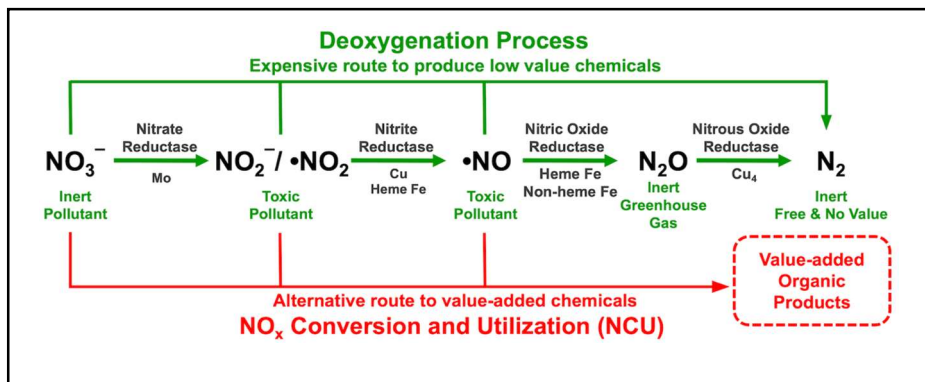 Deoxygenation Process
Expensive route to produce low value chemicals
NO₃⁻
Inert
Pollutant
Nitrate
Reductase
Mo
NO₂⁻/ •NO₂
Toxic
Pollutant
Nitrite
Reductase
Cu
Heme Fe
•NO
Toxic
Pollutant
Nitric Oxide
Reductase
Heme Fe
Non-heme Fe
N₂O
Inert
Greenhouse
Gas
Nitrous Oxide
Reductase
Cu₄
N₂
Inert
Free & No Value
Value-added
Organic
Products
Alternative route to value-added chemicals
NOₓ Conversion and Utilization (NCU)